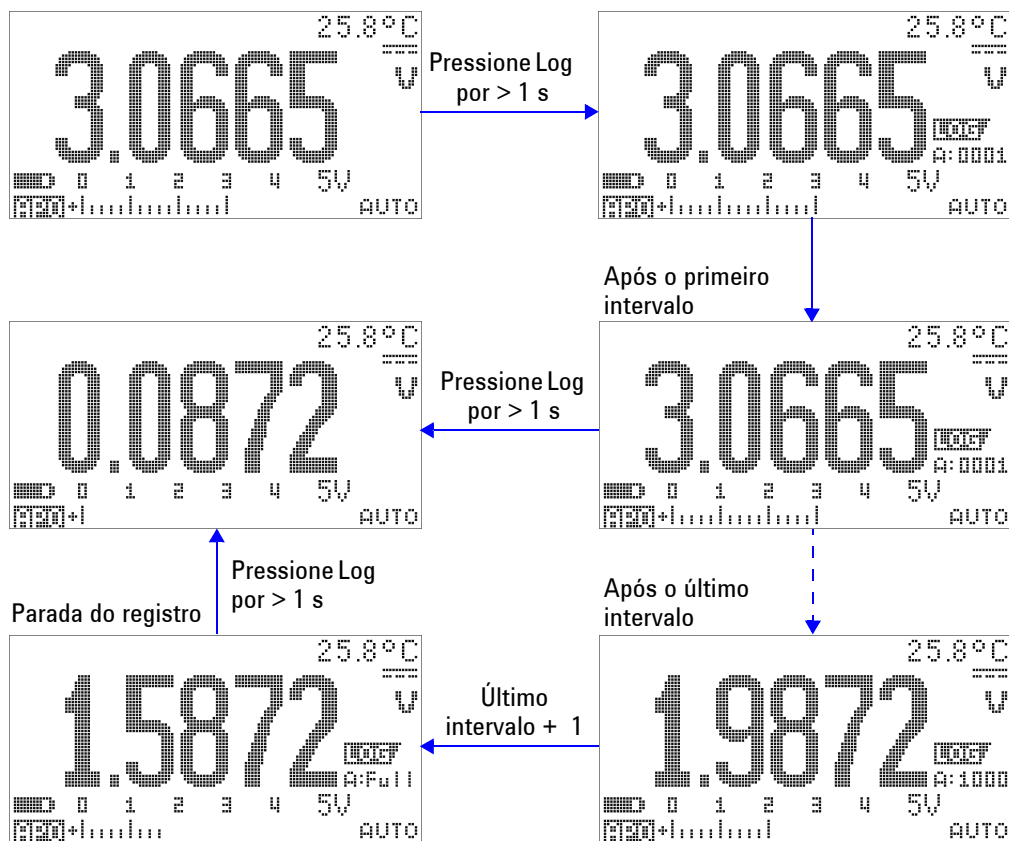 25.8°C
3.0665
V
0 1 2 3 4 5V
APO
AUTO
Pressione Log
por > 1 s
25.8°C
3.0665
V
LOG
A:0001
0 1 2 3 4 5V
APO
AUTO
Após o primeiro
intervalo
25.8°C
3.0665
V
LOG
A:0001
0 1 2 3 4 5V
APO
AUTO
Pressione Log
por > 1 s
25.8°C
0.0872
V
0 1 2 3 4 5V
APO
AUTO
Após o último
intervalo
25.8°C
1.9872
V
LOG
A:1000
0 1 2 3 4 5V
APO
AUTO
Último
intervalo + 1
25.8°C
1.5872
V
LOG
A:Full
0 1 2 3 4 5V
APO
AUTO
Parada do registro
Pressione Log
por > 1 s